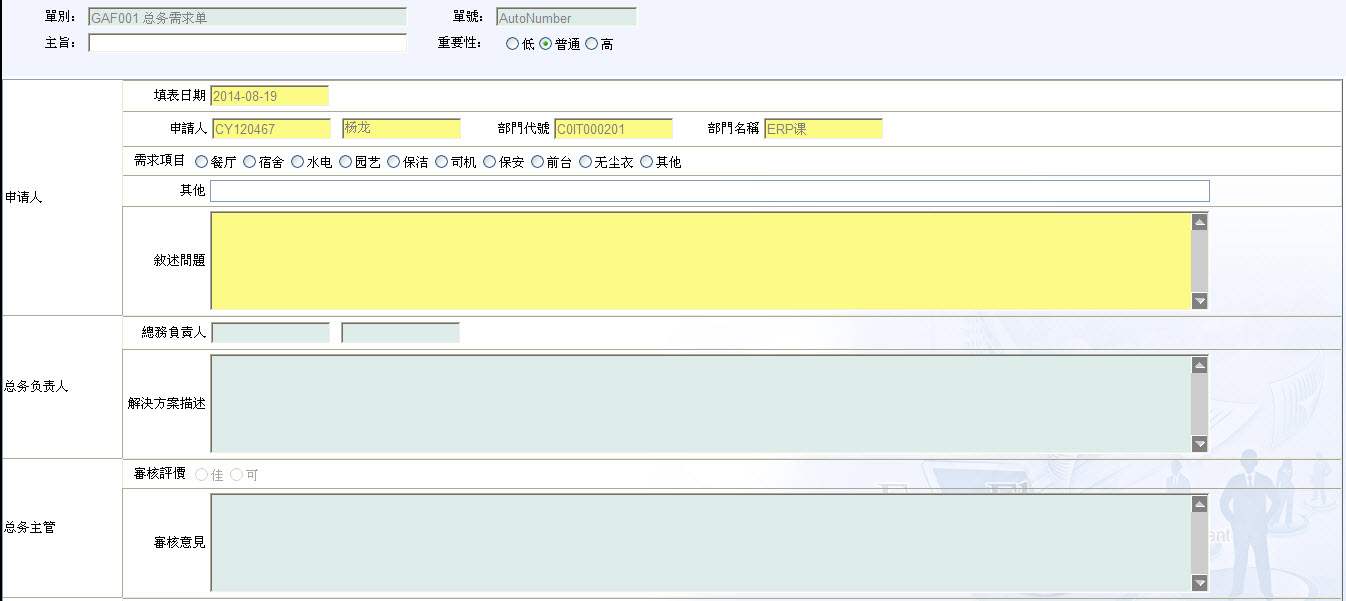 單別： GAF001 总务需求单 單號： AutoNumber
主旨： 重要性： 低 普通 高
填表日期 2014-08-19
申請人 CY120467 杨龙 部門代號 C0IT000201 部門名稱 ERP课
需求項目 餐厅 宿舍 水电 园艺 保洁 司机 保安 前台 无尘衣 其他
其他
申请人
敘述問題
總務負責人
总务负责人
解決方案描述
審核評價 佳 可
总务主管
審核意見